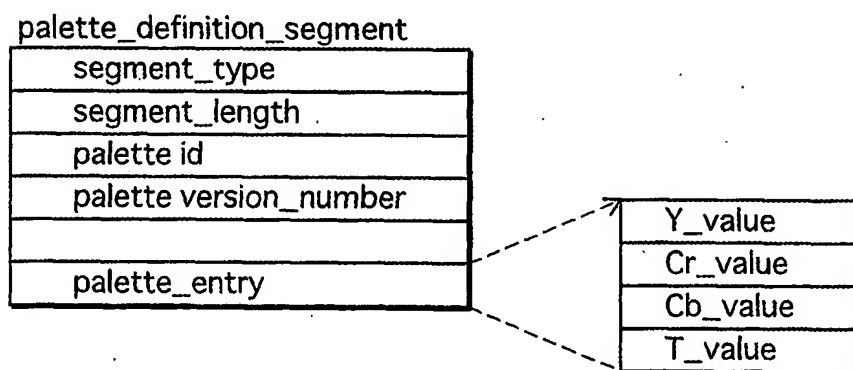 palette_definition_segment
segment_type
segment_length
palette id
palette version_number
palette_entry
Y_value
Cr_value
Cb_value
T_value